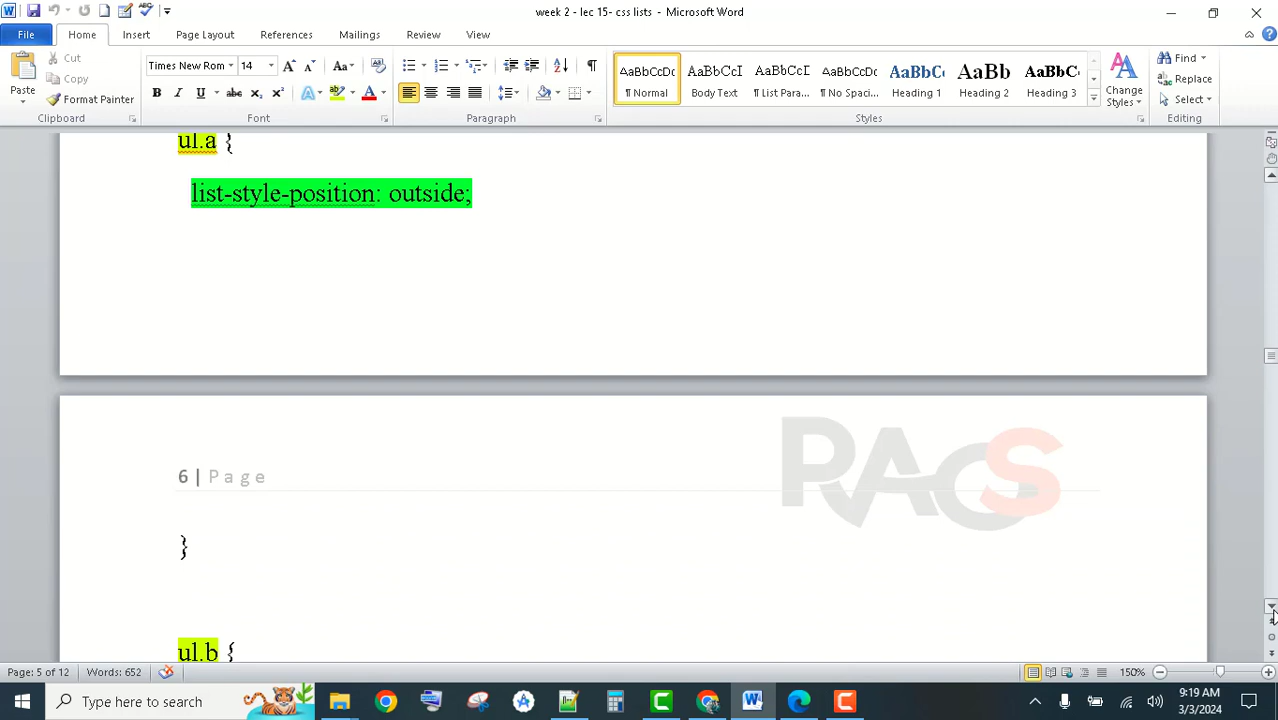 week 2 - lec 15- css lists - Microsoft Word
File Home Insert Page Layout References Mailings Review View
Cut
Copy
Format Painter
Paste
Times New Rom 14
Clipboard Font Paragraph Styles Editing
AaBbCcDc AaBbCcI AaBbCcI AaBbCcDc AaBbC AaBb AaBbC
¶ Normal Body Text ¶ List Para... ¶ No Spaci... Heading 1 Heading 2 Heading 3
Change Styles
Find
Replace
Select
ul.a {
list-style-position: outside;
RACS
6 | Page
}
ul.b {
Page: 5 of 12 Words: 652 150%
Type here to search
9:19 AM
3/3/2024